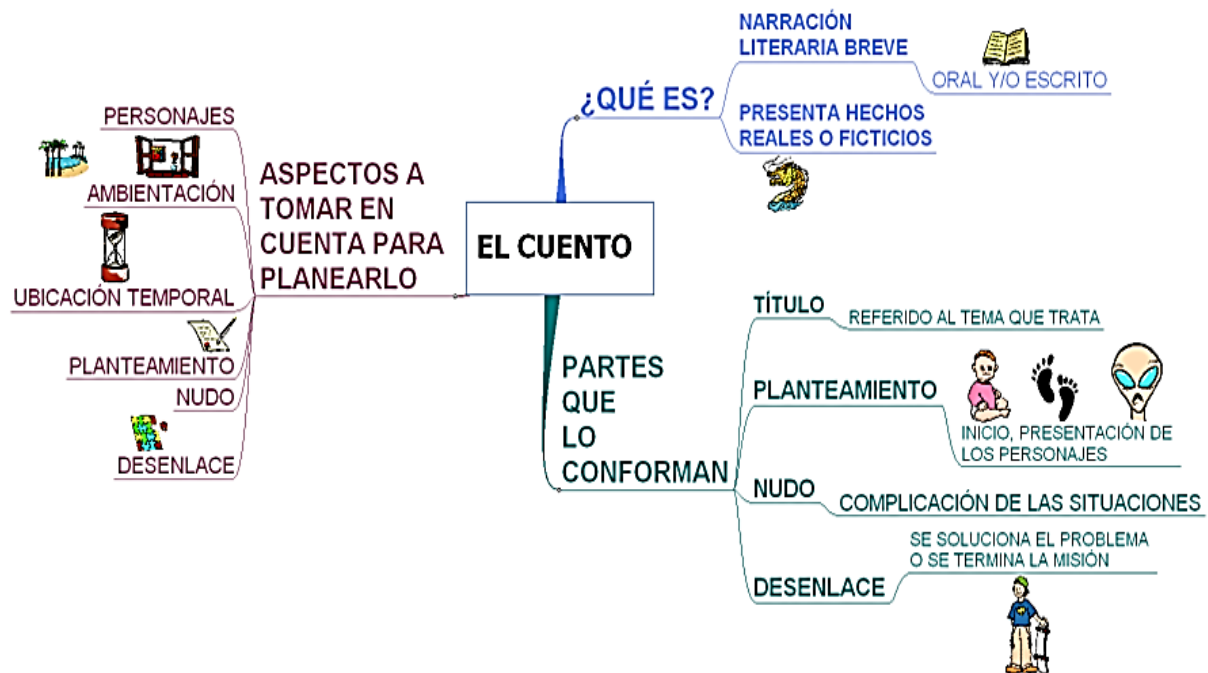 EL CUENTO
¿QUÉ ES?
NARRACIÓN
LITERARIA BREVE
ORAL Y/O ESCRITO
PRESENTA HECHOS
REALES O FICTICIOS
ASPECTOS A
TOMAR EN
CUENTA PARA
PLANEARLO
PERSONAJES
AMBIENTACIÓN
UBICACIÓN TEMPORAL
PLANTEAMIENTO
NUDO
DESENLACE
PARTES
QUE
LO
CONFORMAN
TÍTULO
REFERIDO AL TEMA QUE TRATA
PLANTEAMIENTO
INICIO, PRESENTACIÓN DE
LOS PERSONAJES
NUDO
COMPLICACIÓN DE LAS SITUACIONES
DESENLACE
SE SOLUCIONA EL PROBLEMA
O SE TERMINA LA MISIÓN